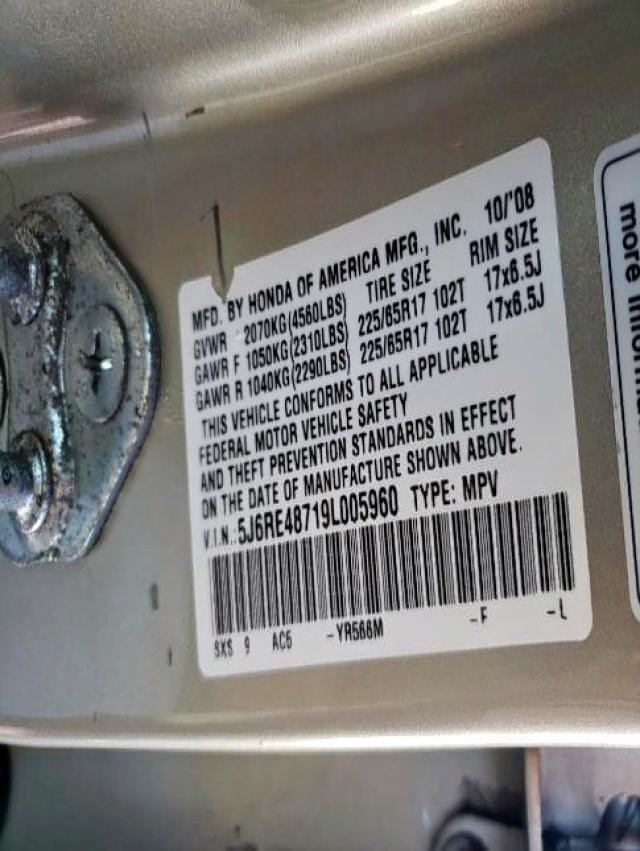 MFD. BY HONDA OF AMERICA MFG., INC. 10/'08
GVWR 2070KG(4560LBS) TIRE SIZE RIM SIZE
GAWR F 1050KG(2310LBS) 225/65R17 102T 17x6.5J
GAWR R 1040KG(2290LBS) 225/65R17 102T 17x6.5J
THIS VEHICLE CONFORMS TO ALL APPLICABLE
FEDERAL MOTOR VEHICLE SAFETY
AND THEFT PREVENTION STANDARDS IN EFFECT
ON THE DATE OF MANUFACTURE SHOWN ABOVE.
V.I.N.:5J6RE48719L005960 TYPE: MPV
SXS 9 AC6 -YR566M -F -L
more